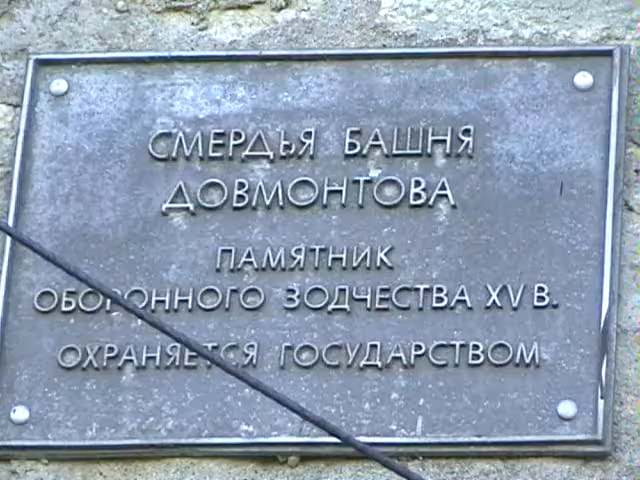 СМЕРДЬЯ БАШНЯ
ДОВМОНТОВА
ПАМЯТНИК
ОБОРОННОГО ЗОДЧЕСТВА XV В.
ОХРАНЯЕТСЯ ГОСУДАРСТВОМ